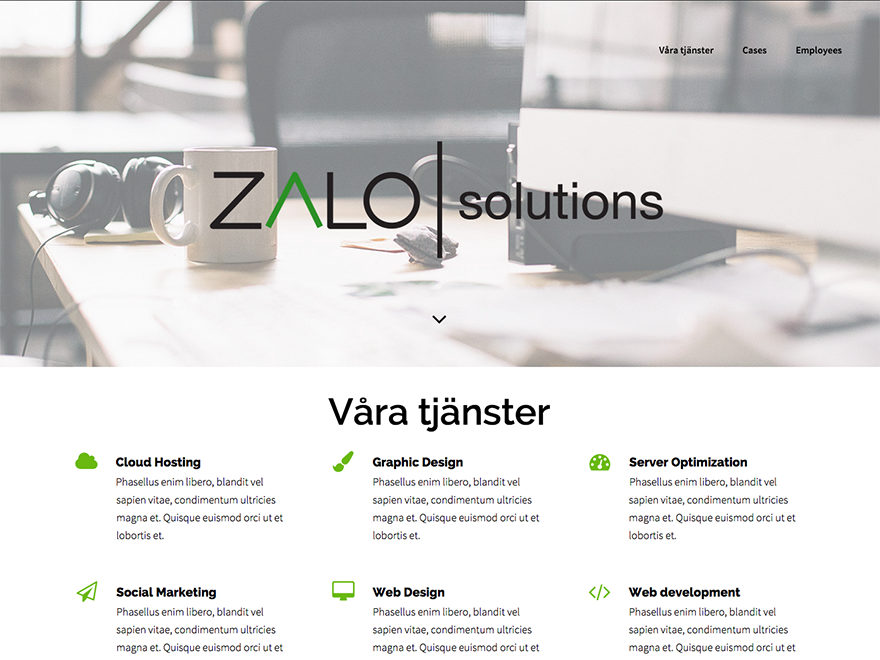 Våra tjänster
Cases
Employees
ZALO
solutions
Våra tjänster
Cloud Hosting
Phasellus enim libero, blandit vel
sapien vitae, condimentum ultricies
magna et. Quisque euismod orci ut et
lobortis et.
Graphic Design
Phasellus enim libero, blandit vel
sapien vitae, condimentum ultricies
magna et. Quisque euismod orci ut et
lobortis et.
Server Optimization
Phasellus enim libero, blandit vel
sapien vitae, condimentum ultricies
magna et. Quisque euismod orci ut et
lobortis et.
Social Marketing
Phasellus enim libero, blandit vel
sapien vitae, condimentum ultricies
magna et. Quisque euismod orci ut et
Web Design
Phasellus enim libero, blandit vel
sapien vitae, condimentum ultricies
magna et. Quisque euismod orci ut et
Web development
Phasellus enim libero, blandit vel
sapien vitae, condimentum ultricies
magna et. Quisque euismod orci ut et